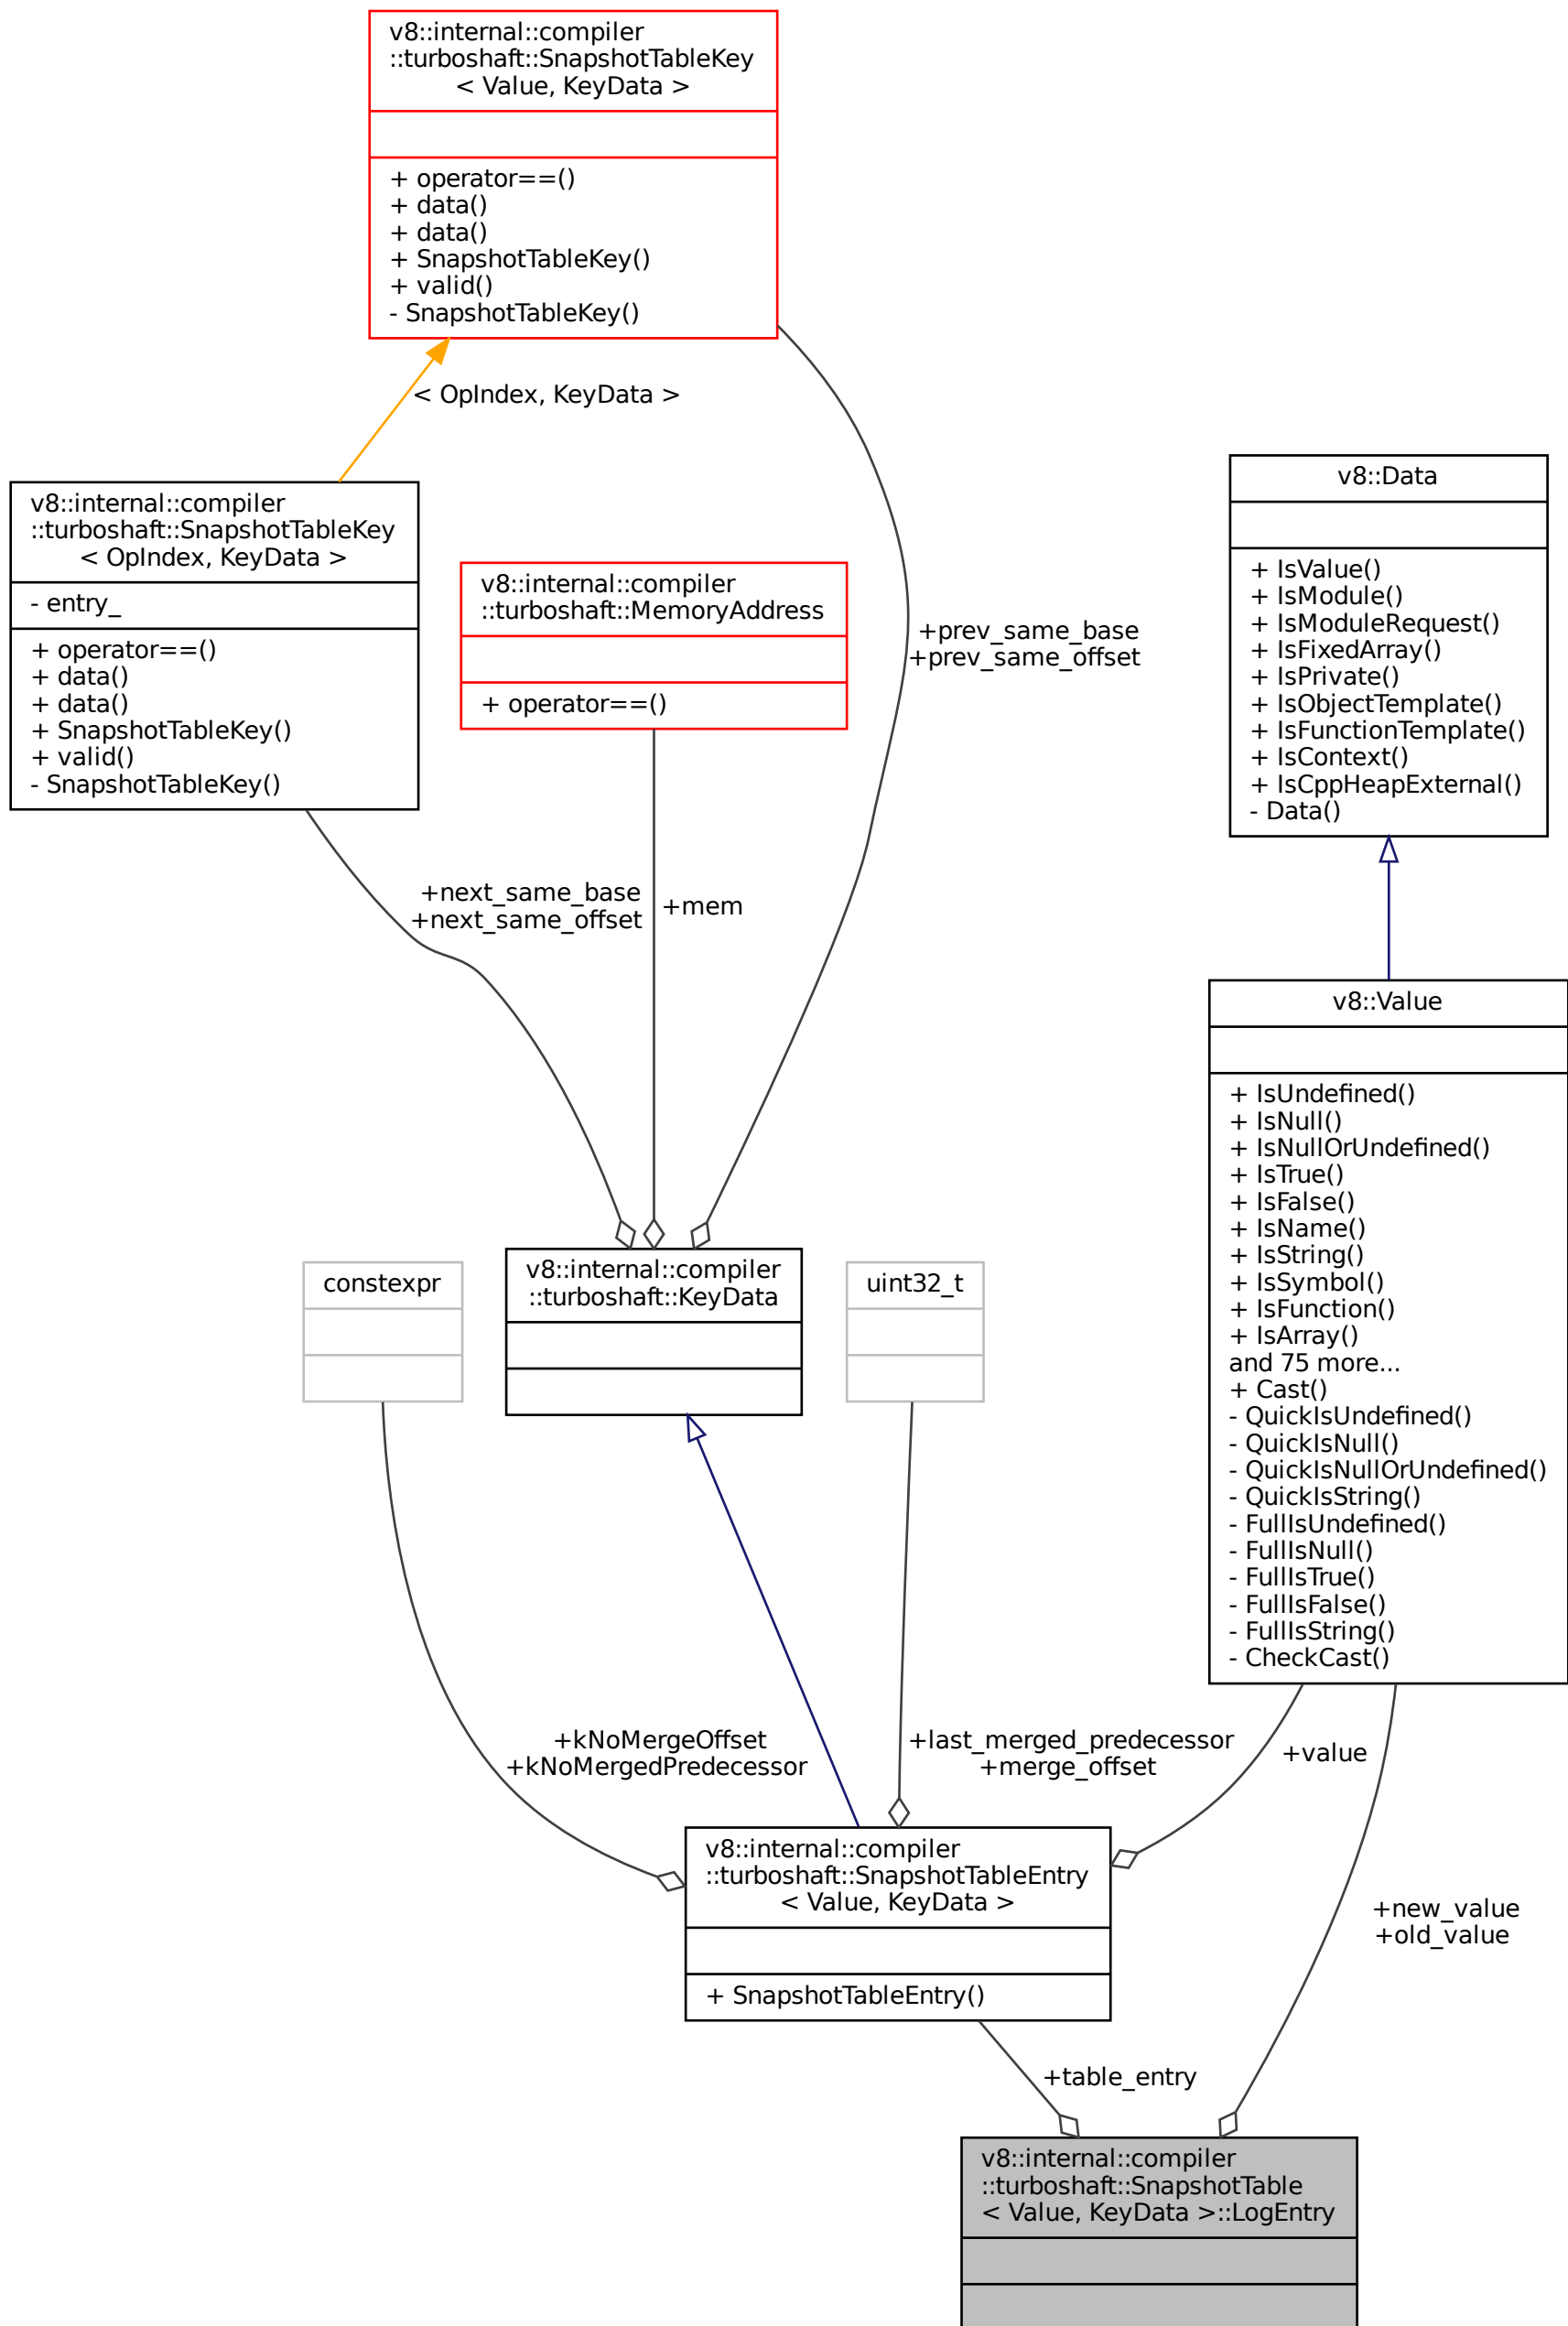 v8::internal::compiler
::turboshaft::SnapshotTableKey
< Value, KeyData >
+ operator==()
+ data()
+ data()
+ SnapshotTableKey()
+ valid()
- SnapshotTableKey()
< OpIndex, KeyData >
v8::internal::compiler
::turboshaft::SnapshotTableKey
< OpIndex, KeyData >
- entry_
+ operator==()
+ data()
+ data()
+ SnapshotTableKey()
+ valid()
- SnapshotTableKey()
v8::internal::compiler
::turboshaft::MemoryAddress
+ operator==()
+prev_same_base
+prev_same_offset
v8::Data
+ IsValue()
+ IsModule()
+ IsModuleRequest()
+ IsFixedArray()
+ IsPrivate()
+ IsObjectTemplate()
+ IsFunctionTemplate()
+ IsContext()
+ IsCppHeapExternal()
- Data()
+next_same_base
+next_same_offset
+mem
v8::Value
+ IsUndefined()
+ IsNull()
+ IsNullOrUndefined()
+ IsTrue()
+ IsFalse()
+ IsName()
+ IsString()
+ IsSymbol()
+ IsFunction()
+ IsArray()
and 75 more...
+ Cast()
- QuickIsUndefined()
- QuickIsNull()
- QuickIsNullOrUndefined()
- QuickIsString()
- FullIsUndefined()
- FullIsNull()
- FullIsTrue()
- FullIsFalse()
- FullIsString()
- CheckCast()
constexpr
v8::internal::compiler
::turboshaft::KeyData
uint32_t
+kNoMergeOffset
+kNoMergedPredecessor
+last_merged_predecessor
+merge_offset
+value
v8::internal::compiler
::turboshaft::SnapshotTableEntry
< Value, KeyData >
+ SnapshotTableEntry()
+new_value
+old_value
+table_entry
v8::internal::compiler
::turboshaft::SnapshotTable
< Value, KeyData >::LogEntry